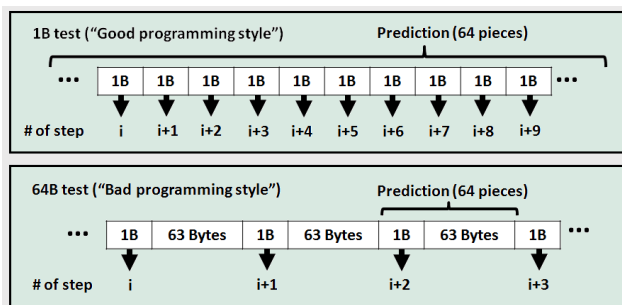 1B test (“Good programming style”) Prediction (64 pieces)
••• 1B 1B 1B 1B 1B 1B 1B 1B 1B 1B •••
# of step i i+1 i+2 i+3 i+4 i+5 i+6 i+7 i+8 i+9
64B test (“Bad programming style”) Prediction (64 pieces)
••• 1B 63 Bytes 1B 63 Bytes 1B 63 Bytes 1B •••
# of step i i+1 i+2 i+3